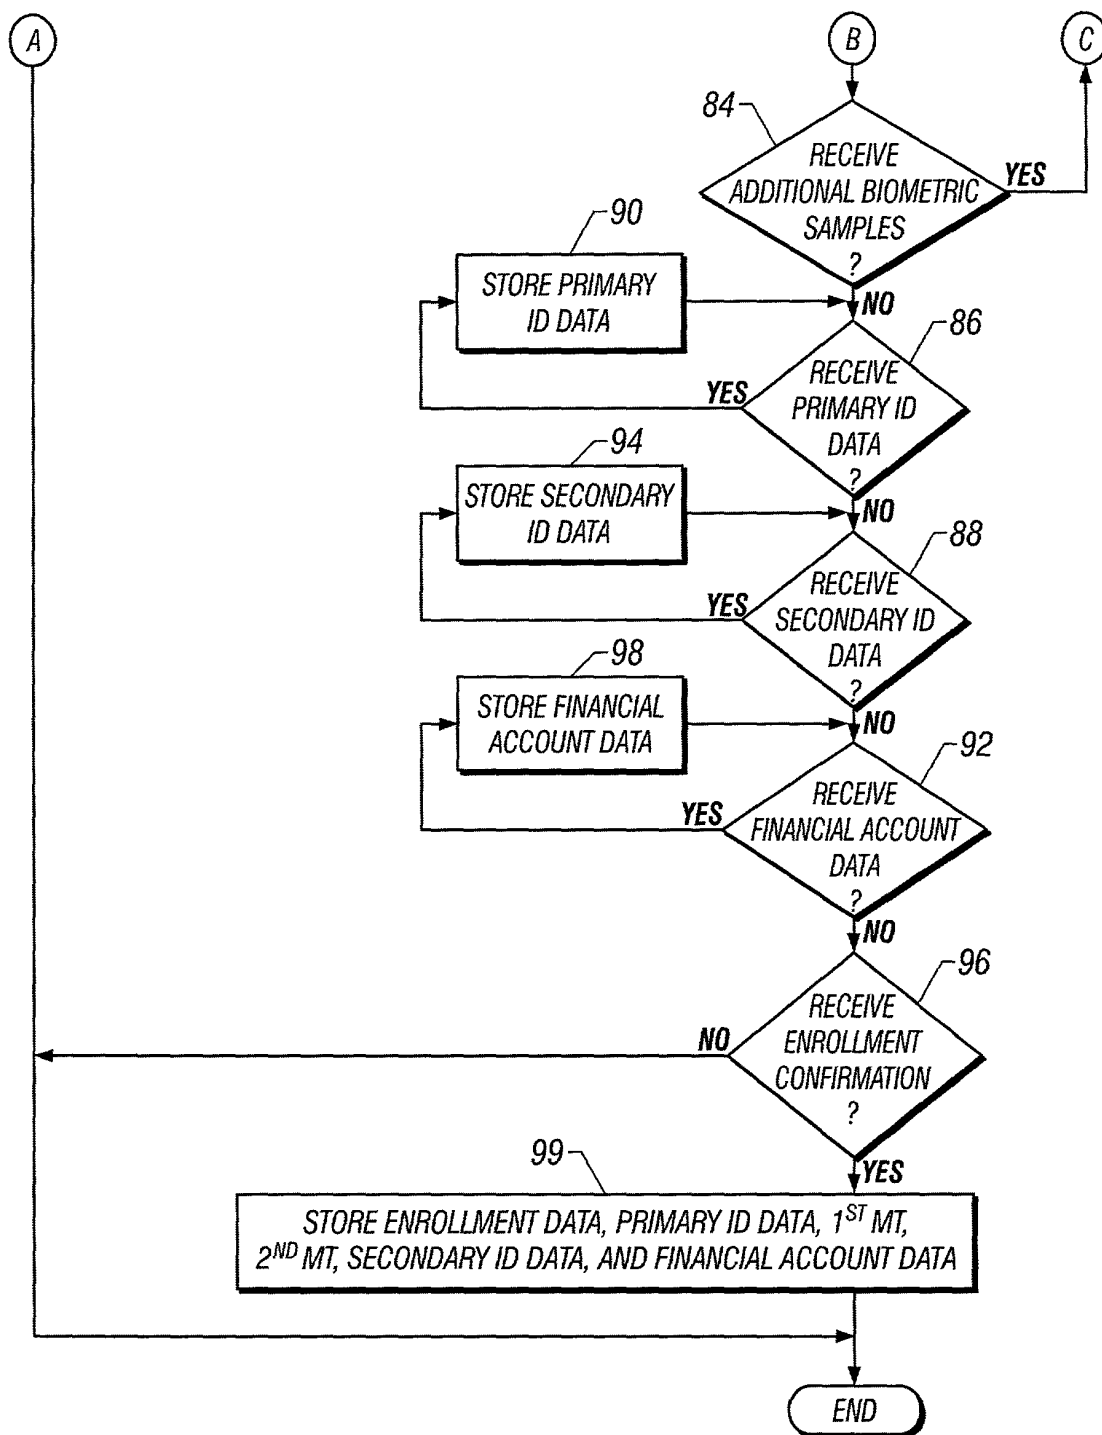 A
B
C
84
RECEIVE
ADDITIONAL BIOMETRIC
SAMPLES
?
YES
NO
90
STORE PRIMARY
ID DATA
86
RECEIVE
PRIMARY ID
DATA
?
YES
NO
94
STORE SECONDARY
ID DATA
88
RECEIVE
SECONDARY ID
DATA
?
YES
NO
98
STORE FINANCIAL
ACCOUNT DATA
92
RECEIVE
FINANCIAL ACCOUNT
DATA
?
YES
NO
96
RECEIVE
ENROLLMENT
CONFIRMATION
?
NO
YES
99
STORE ENROLLMENT DATA, PRIMARY ID DATA, 1ST MT,
2ND MT, SECONDARY ID DATA, AND FINANCIAL ACCOUNT DATA
END